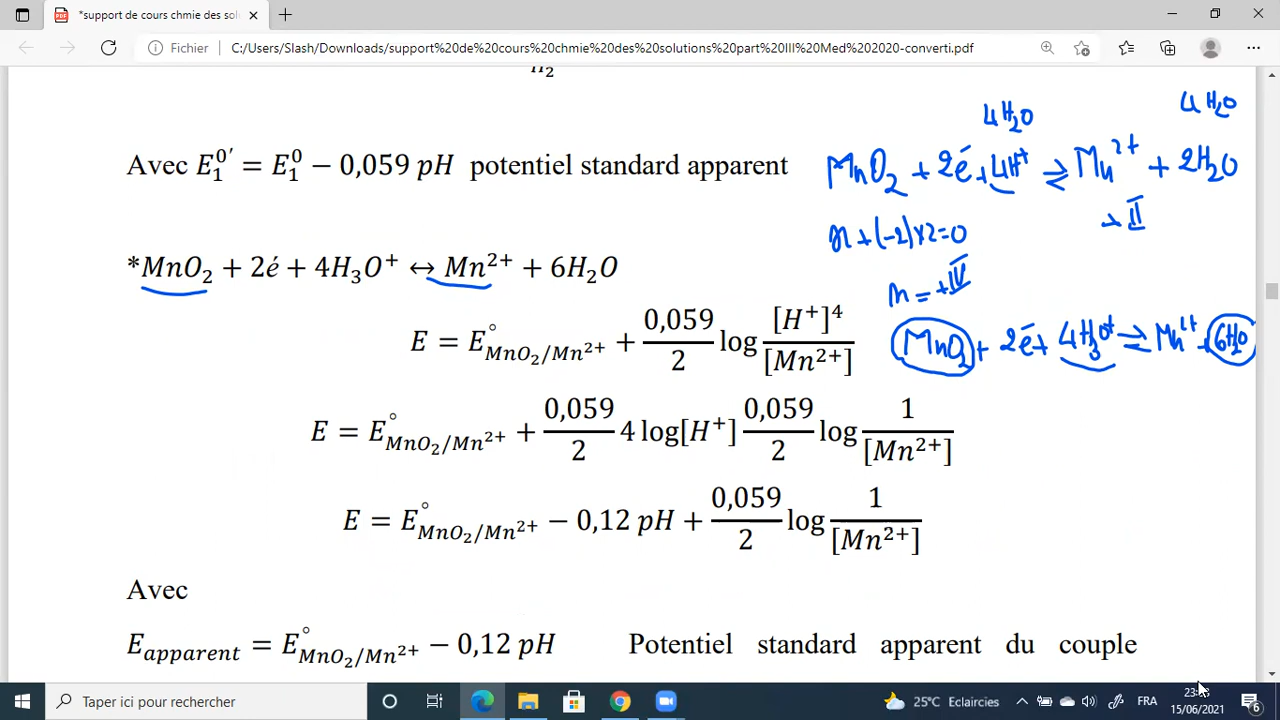 *support de cours chmie des solu
Fichier
C:/Users/Slash/Downloads/support%20de%20cours%20chmie%20des%20solutions%20part%20III%20Med%202020-converti.pdf
H₂
Avec E₁⁰′ = E₁⁰ − 0,059 pH potentiel standard apparent
4H₂O
4H₂O
MnO₂ + 2é + 4H⁺ ⇌ Mn²⁺ + 2H₂O
n + (-2)×2 = 0
+II
n = +IV
*MnO₂ + 2é + 4H₃O⁺ ↔ Mn²⁺ + 6H₂O
MnO₂ + 2é + 4H₃O⁺ ⇌ Mn²⁺ + 6H₂O
E = E°MnO₂/Mn²⁺ + 0,059/2 log [H⁺]⁴/[Mn²⁺]
E = E°MnO₂/Mn²⁺ + 0,059/2 4 log[H⁺] 0,059/2 log 1/[Mn²⁺]
E = E°MnO₂/Mn²⁺ − 0,12 pH + 0,059/2 log 1/[Mn²⁺]
Avec
Eapparent = E°MnO₂/Mn²⁺ − 0,12 pH Potentiel standard apparent du couple
Taper ici pour rechercher
25°C Eclaircies
FRA
15/06/2021
6